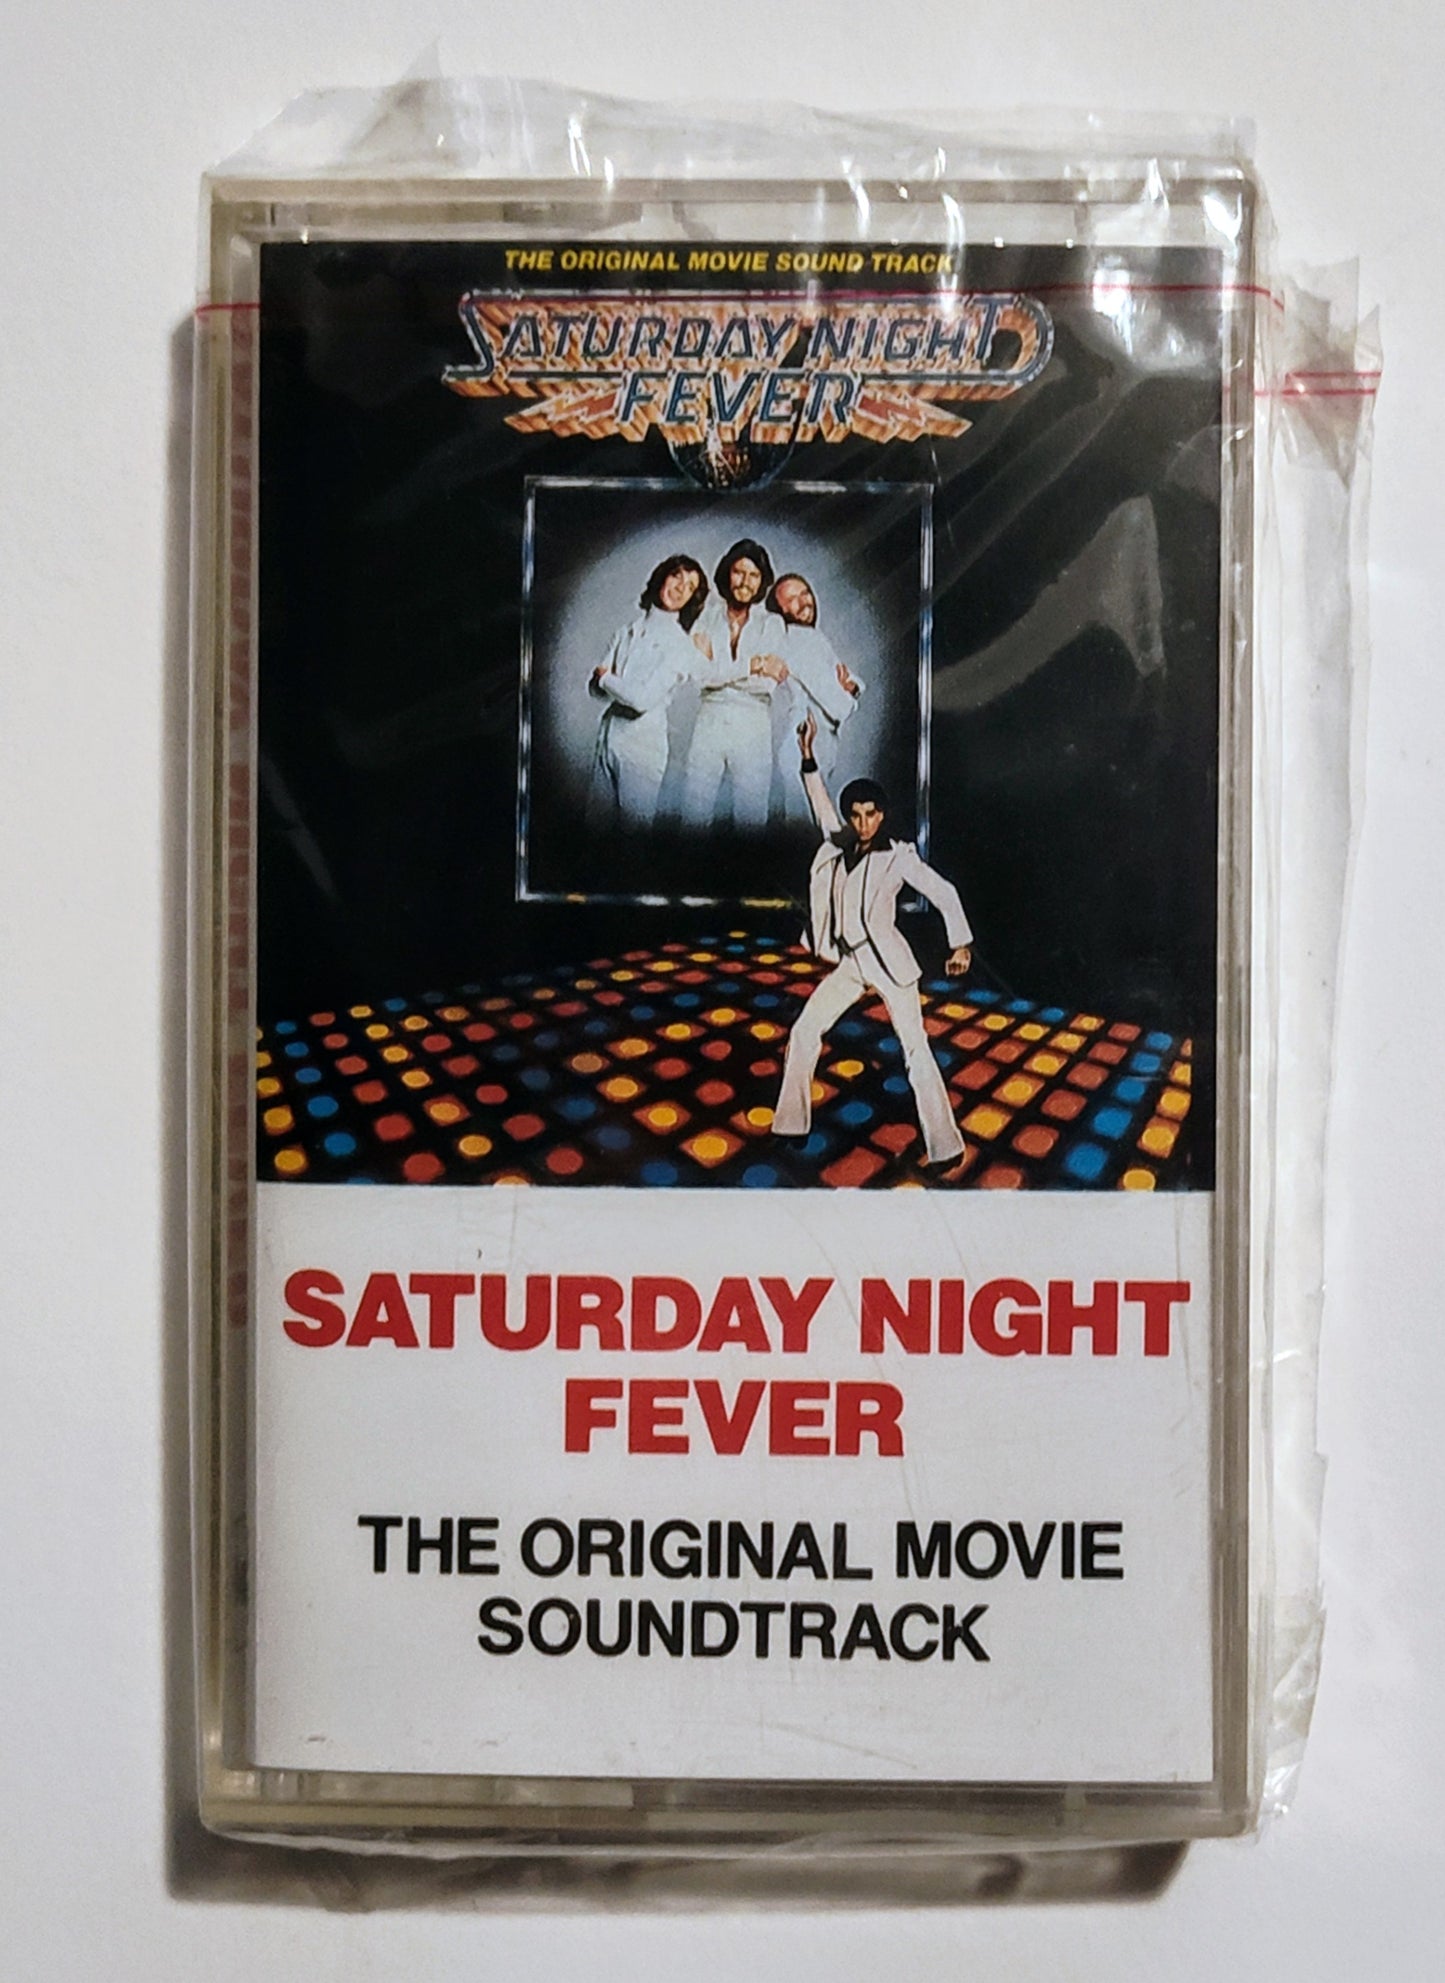 THE ORIGINAL MOVIE SOUND TRACK
SATURDAY NIGHT
FEVER
SATURDAY NIGHT
FEVER
THE ORIGINAL MOVIE
SOUNDTRACK